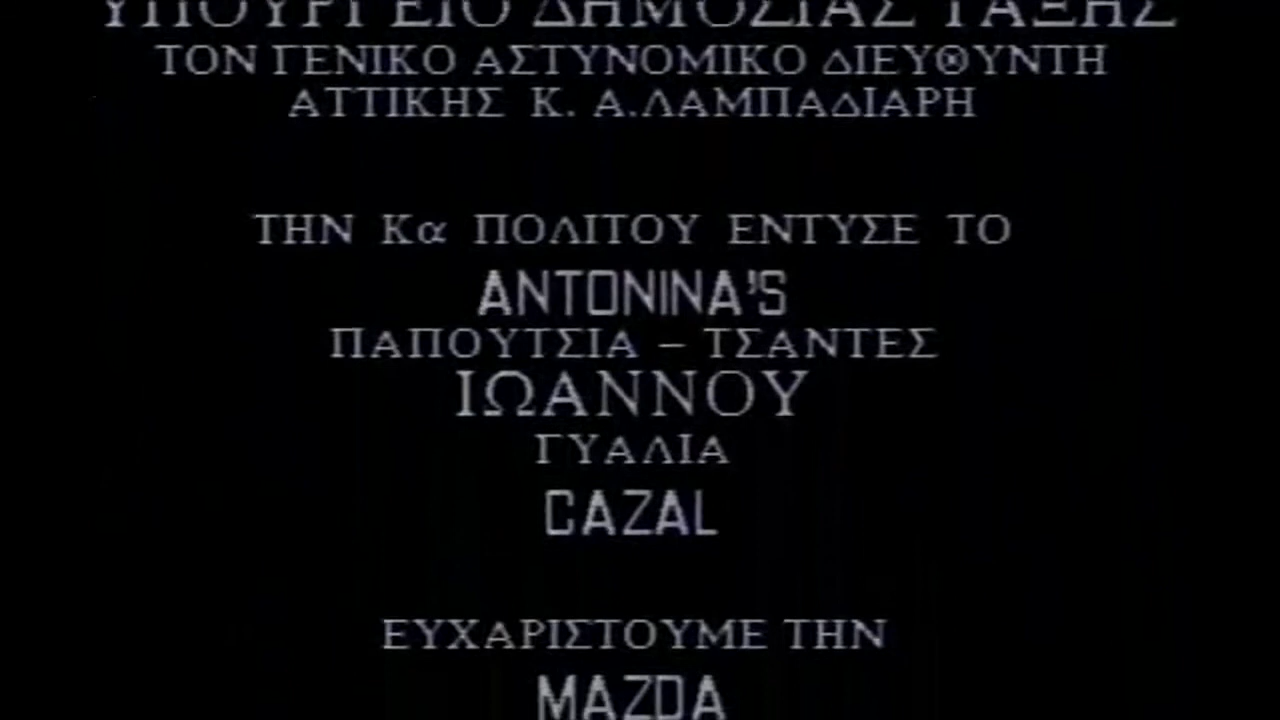 ΥΠΟΥΡΓΕΙΟ ΔΗΜΟΣΙΑΣ ΤΑΞΗΣ
ΤΟΝ ΓΕΝΙΚΟ ΑΣΤΥΝΟΜΙΚΟ ΔΙΕΥΘΥΝΤΗ
ΑΤΤΙΚΗΣ Κ. Α.ΛΑΜΠΑΔΙΑΡΗ
ΤΗΝ Κα ΠΟΛΙΤΟΥ ΕΝΤΥΣΕ ΤΟ
ANTONINA'S
ΠΑΠΟΥΤΣΙΑ – ΤΣΑΝΤΕΣ
ΙΩΑΝΝΟΥ
ΓΥΑΛΙΑ
CAZAL
ΕΥΧΑΡΙΣΤΟΥΜΕ ΤΗΝ
MAZDA